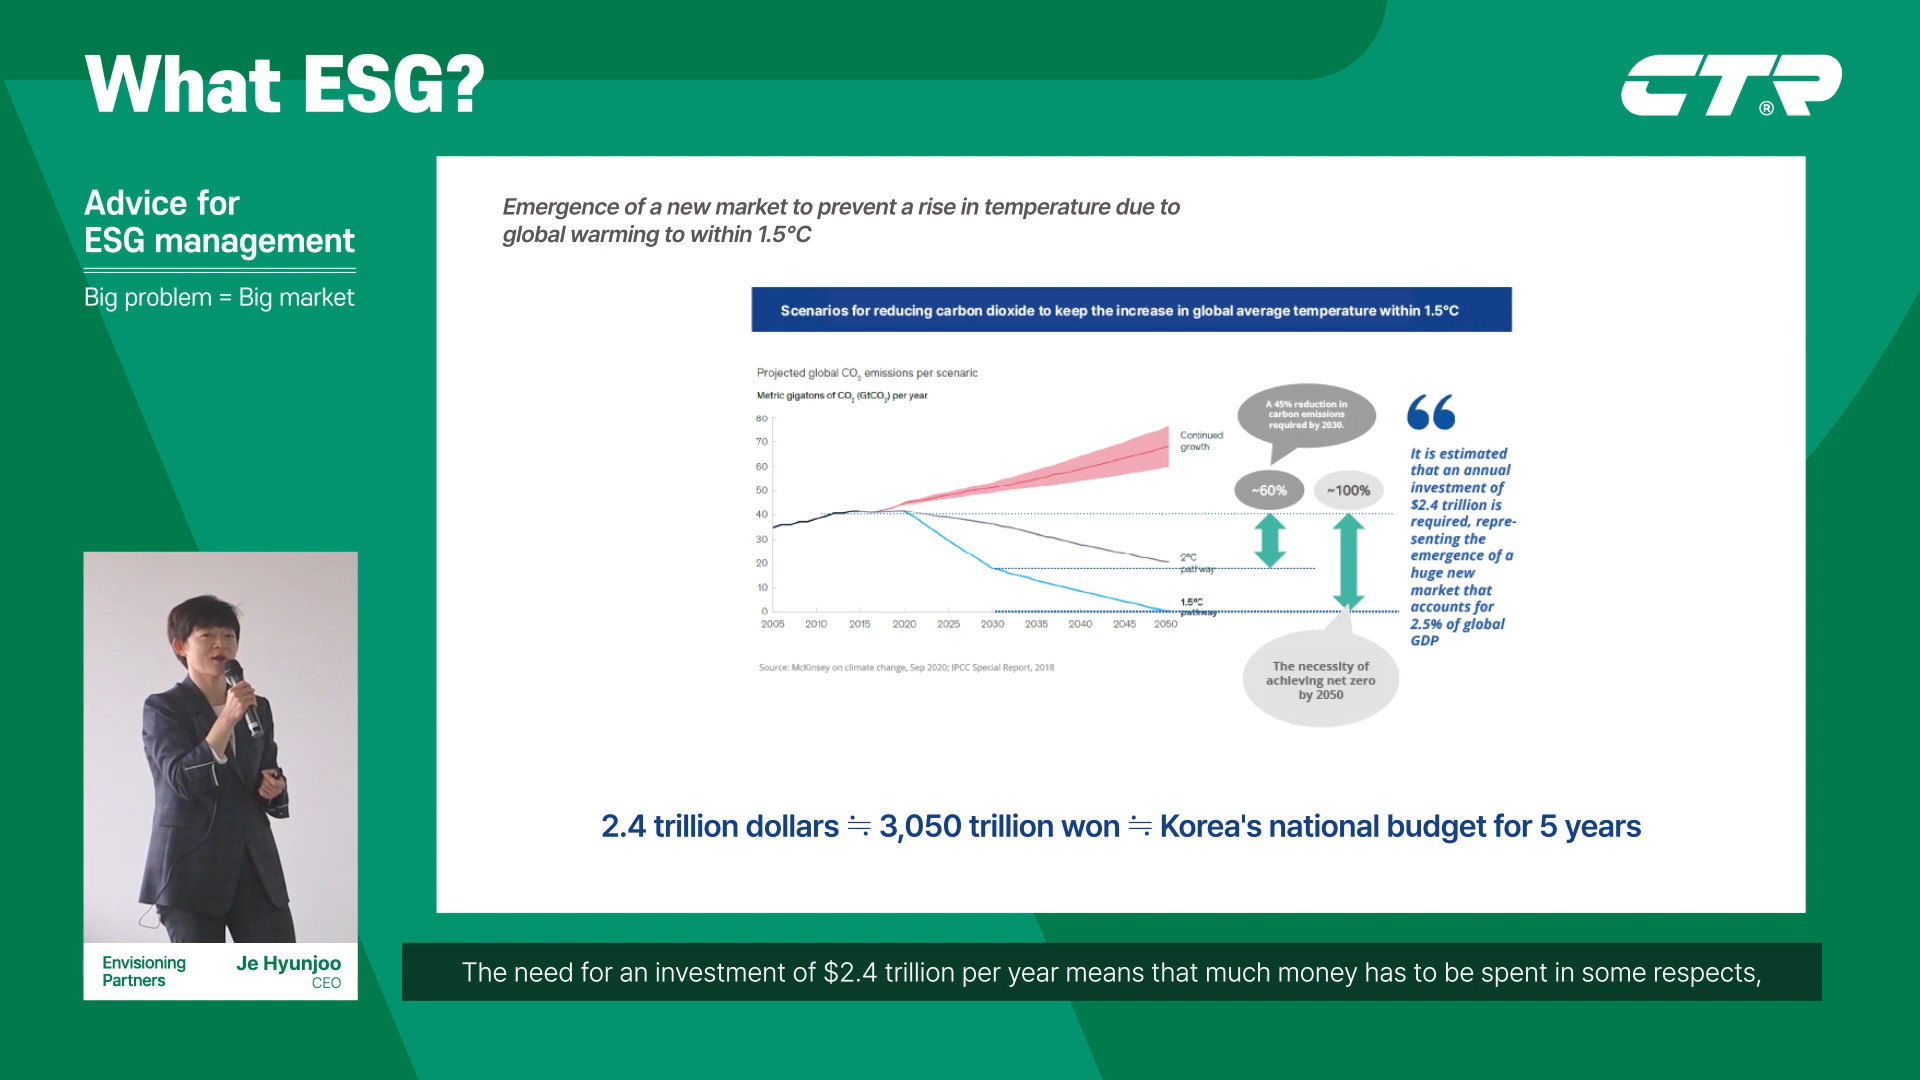 What ESG?
CTR®
Advice for
ESG management
Big problem = Big market
Emergence of a new market to prevent a rise in temperature due to
global warming to within 1.5°C
Scenarios for reducing carbon dioxide to keep the increase in global average temperature within 1.5°C
Projected global CO₂ emissions per scenario
Metric gigatons of CO₂ (GtCO₂) per year
80
70
60
50
40
30
20
10
0
2005 2010 2015 2020 2025 2030 2035 2040 2045 2050
Continued
growth
2°C
pathway
1.5°C
pathway
A 45% reduction in
carbon emissions
required by 2030.
~60%
~100%
The necessity of
achieving net zero
by 2050
“
It is estimated
that an annual
investment of
$2.4 trillion is
required, repre-
senting the
emergence of a
huge new
market that
accounts for
2.5% of global
GDP
Source: McKinsey on climate change, Sep 2020; IPCC Special Report, 2018
2.4 trillion dollars ≒ 3,050 trillion won ≒ Korea's national budget for 5 years
Envisioning
Partners
Je Hyunjoo
CEO
The need for an investment of $2.4 trillion per year means that much money has to be spent in some respects,